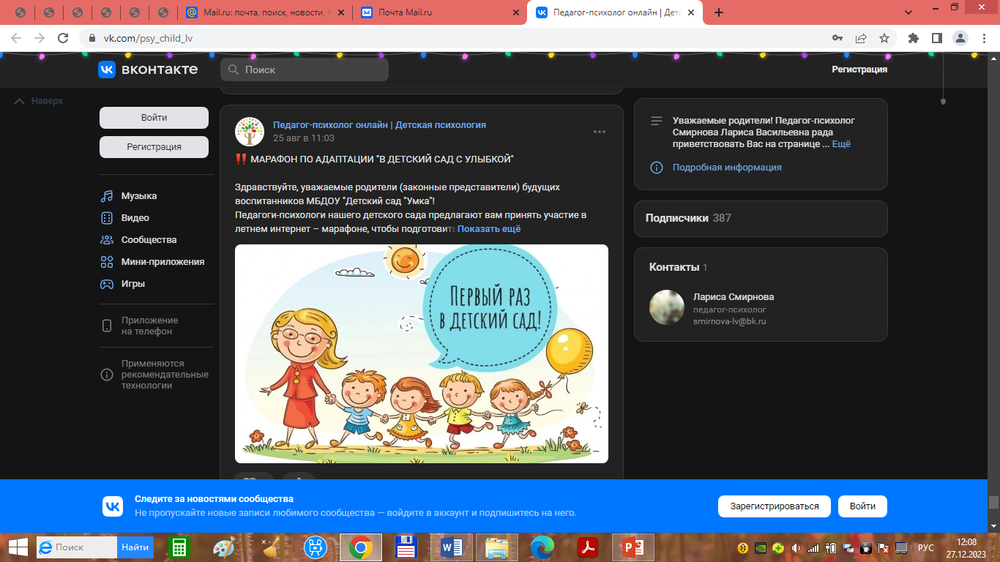 Mail.ru: почта, поиск, новости, п
Почта Mail.ru
Педагог-психолог онлайн | Детс
vk.com/psy_child_lv
вконтакте
Поиск
Регистрация
Наверх
Войти
Регистрация
Музыка
Видео
Сообщества
Мини-приложения
Игры
Приложение
на телефон
Применяются
рекомендательные
технологии
Педагог-психолог онлайн | Детская психология
25 авг в 11:03
‼️ МАРАФОН ПО АДАПТАЦИИ "В ДЕТСКИЙ САД С УЛЫБКОЙ"
Здравствуйте, уважаемые родители (законные представители) будущих
воспитанников МБДОУ "Детский сад "Умка"!
Педагоги-психологи нашего детского сада предлагают вам принять участие в
летнем интернет – марафоне, чтобы подготовить Показать ещё
ПЕРВЫЙ РАЗ
В ДЕТСКИЙ САД!
Уважаемые родители! Педагог-психолог
Смирнова Лариса Васильевна рада
приветствовать Вас на странице ... Ещё
Подробная информация
Подписчики 387
Контакты 1
Лариса Смирнова
педагог-психолог
smirnova-lv@bk.ru
Следите за новостями сообщества
Не пропускайте новые записи любимого сообщества — войдите в аккаунт и подпишитесь на него.
Зарегистрироваться
Войти
Поиск
Найти
РУС
12:08
27.12.2023